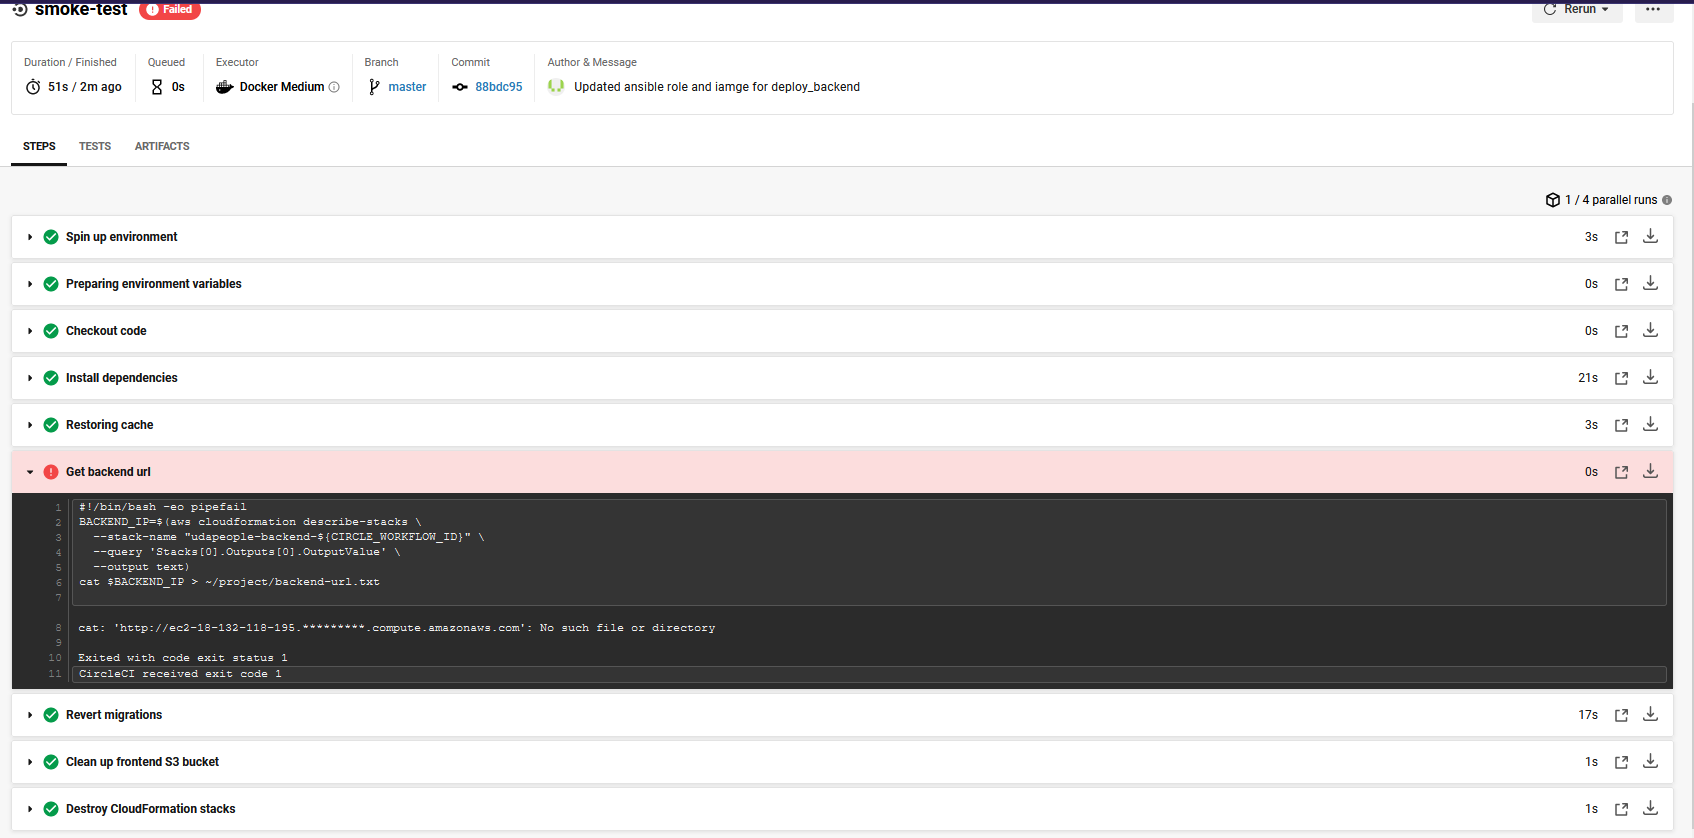 smoke-test Failed Rerun
Duration / Finished Queued Executor Branch Commit Author & Message
51s / 2m ago 0s Docker Medium master 88bdc95 Updated ansible role and iamge for deploy_backend
STEPS TESTS ARTIFACTS
1 / 4 parallel runs
Spin up environment 3s
Preparing environment variables 0s
Checkout code 0s
Install dependencies 21s
Restoring cache 3s
Get backend url 0s
1 #!/bin/bash -eo pipefail
2 BACKEND_IP=$(aws cloudformation describe-stacks \
3 --stack-name "udapeople-backend-${CIRCLE_WORKFLOW_ID}" \
4 --query 'Stacks[0].Outputs[0].OutputValue' \
5 --output text)
6 cat $BACKEND_IP > ~/project/backend-url.txt
7
8 cat: 'http://ec2-18-132-118-195.*********.compute.amazonaws.com': No such file or directory
9
10 Exited with code exit status 1
11 CircleCI received exit code 1
Revert migrations 17s
Clean up frontend S3 bucket 1s
Destroy CloudFormation stacks 1s